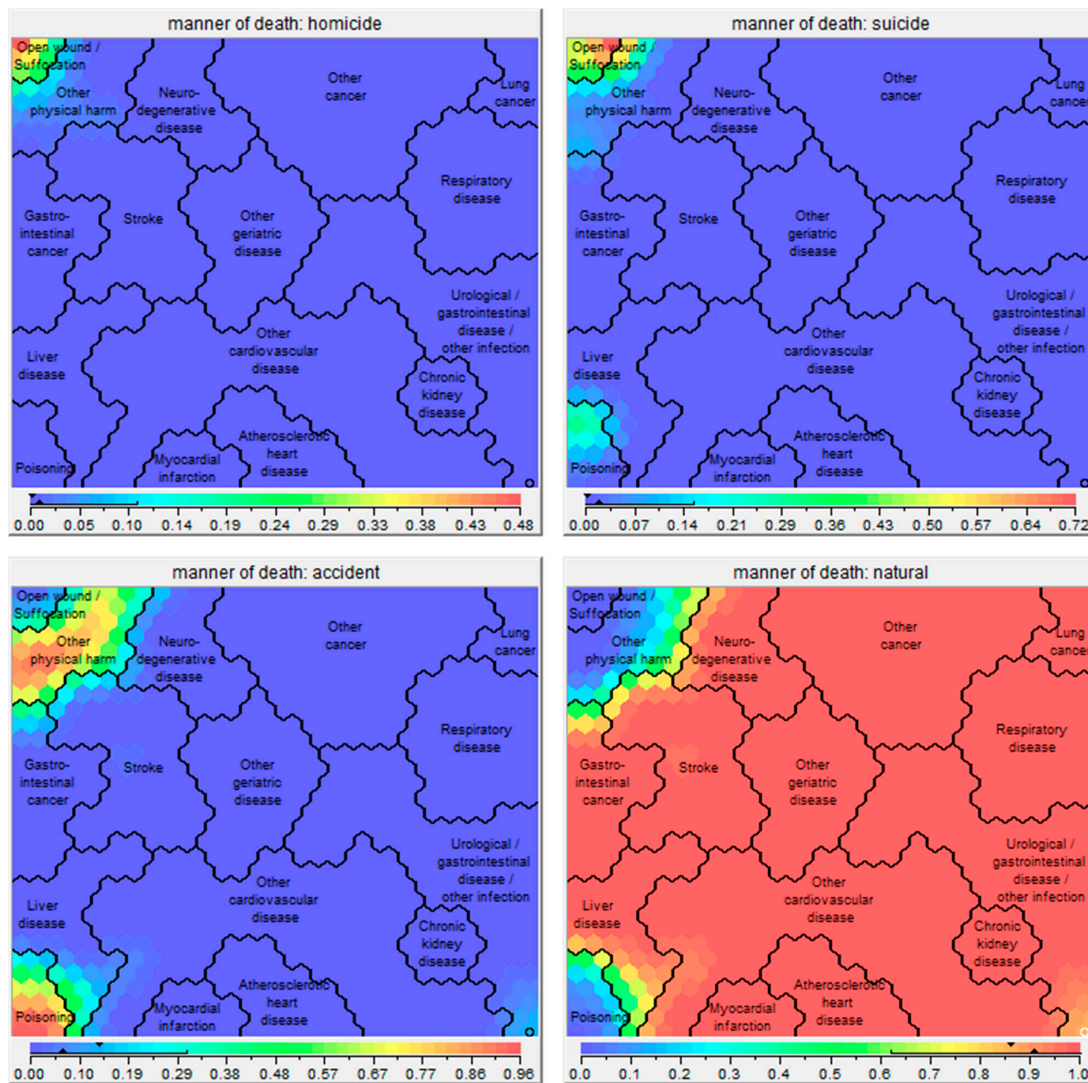 manner of death: homicide
Open wound /
Suffocation
Other
physical harm
Neuro-
degenerative
disease
Other
cancer
Lung
cancer
Respiratory
disease
Gastro-
intestinal
cancer
Stroke
Other
geriatric
disease
Urological /
gastrointestinal
disease /
other infection
Other
cardiovascular
disease
Liver
disease
Chronic
kidney
disease
Poisoning
Myocardial
infarction
Atherosclerotic
heart
disease
0.00 0.05 0.10 0.14 0.19 0.24 0.29 0.33 0.38 0.43 0.48
manner of death: suicide
Open wound /
Suffocation
Other
physical harm
Neuro-
degenerative
disease
Other
cancer
Lung
cancer
Respiratory
disease
Gastro-
intestinal
cancer
Stroke
Other
geriatric
disease
Urological /
gastrointestinal
disease /
other infection
Other
cardiovascular
disease
Liver
disease
Chronic
kidney
disease
Poisoning
Myocardial
infarction
Atherosclerotic
heart
disease
0.00 0.07 0.14 0.21 0.29 0.36 0.43 0.50 0.57 0.64 0.72
manner of death: accident
Open wound /
Suffocation
Other
physical harm
Neuro-
degenerative
disease
Other
cancer
Lung
cancer
Respiratory
disease
Gastro-
intestinal
cancer
Stroke
Other
geriatric
disease
Urological /
gastrointestinal
disease /
other infection
Other
cardiovascular
disease
Liver
disease
Chronic
kidney
disease
Poisoning
Myocardial
infarction
Atherosclerotic
heart
disease
0.00 0.10 0.19 0.29 0.38 0.48 0.57 0.67 0.77 0.86 0.96
manner of death: natural
Open wound /
Suffocation
Other
physical harm
Neuro-
degenerative
disease
Other
cancer
Lung
cancer
Respiratory
disease
Gastro-
intestinal
cancer
Stroke
Other
geriatric
disease
Urological /
gastrointestinal
disease /
other infection
Other
cardiovascular
disease
Liver
disease
Chronic
kidney
disease
Poisoning
Myocardial
infarction
Atherosclerotic
heart
disease
0.0 0.1 0.2 0.3 0.4 0.5 0.6 0.7 0.8 0.9 1.0